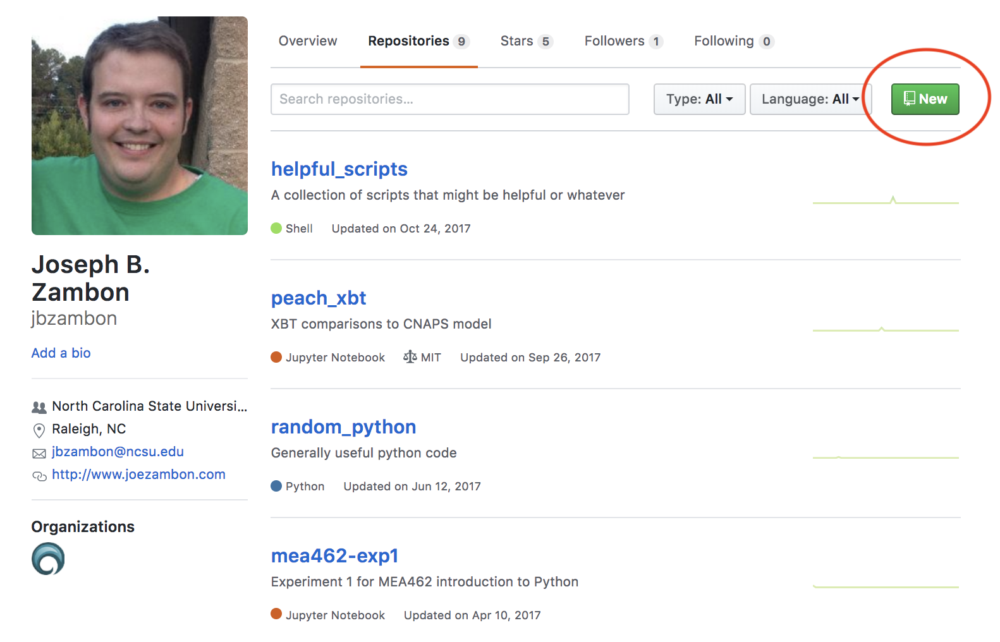 Overview Repositories 9 Stars 5 Followers 1 Following 0
Search repositories... Type: All Language: All New
helpful_scripts
A collection of scripts that might be helpful or whatever
Shell Updated on Oct 24, 2017
Joseph B.
Zambon
jbzambon
Add a bio
North Carolina State Universi...
Raleigh, NC
jbzambon@ncsu.edu
http://www.joezambon.com
Organizations
peach_xbt
XBT comparisons to CNAPS model
Jupyter Notebook MIT Updated on Sep 26, 2017
random_python
Generally useful python code
Python Updated on Jun 12, 2017
mea462-exp1
Experiment 1 for MEA462 introduction to Python
Jupyter Notebook Updated on Apr 10, 2017